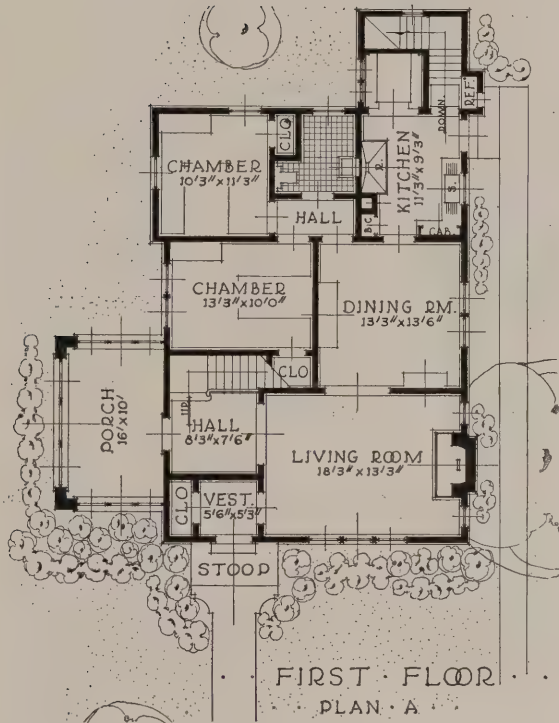 REF.
DOWN
CLO
CHAMBER
10'3"x11'3"
R.
KITCHEN
11'3"x9'3"
S.
HALL
B.C.
CAB.
CHAMBER
13'3"x10'0"
DINING RM.
13'3"x13'6"
CLO
PORCH
16'x10'
UP
HALL
8'3"x7'6"
LIVING ROOM
18'3"x13'3"
CLO
VEST.
5'6"x5'3"
STOOP
FIRST · FLOOR
PLAN · A